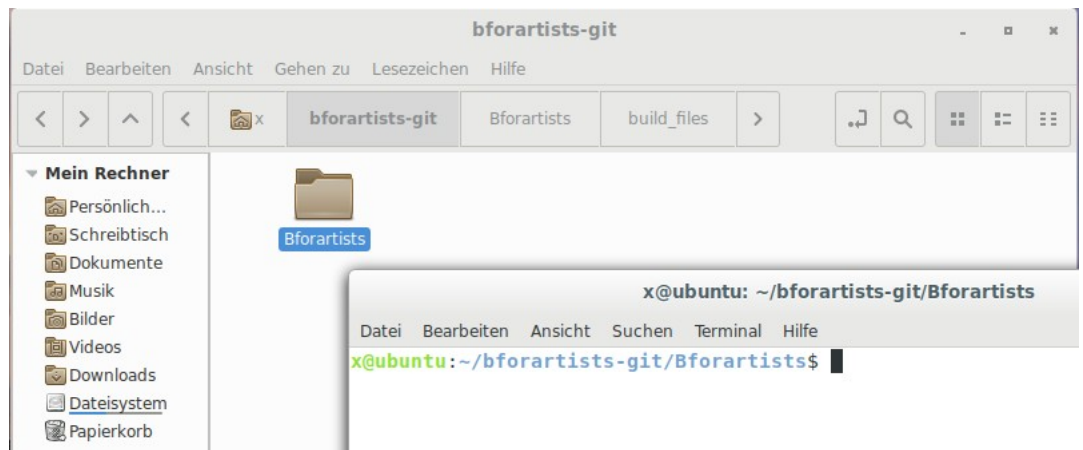 bforartists-git
Datei Bearbeiten Ansicht Gehen zu Lesezeichen Hilfe
x bforartists-git Bforartists build_files
Mein Rechner
Persönlich...
Schreibtisch
Dokumente
Musik
Bilder
Videos
Downloads
Dateisystem
Papierkorb
Bforartists
x@ubuntu: ~/bforartists-git/Bforartists
Datei Bearbeiten Ansicht Suchen Terminal Hilfe
x@ubuntu:~/bforartists-git/Bforartists$